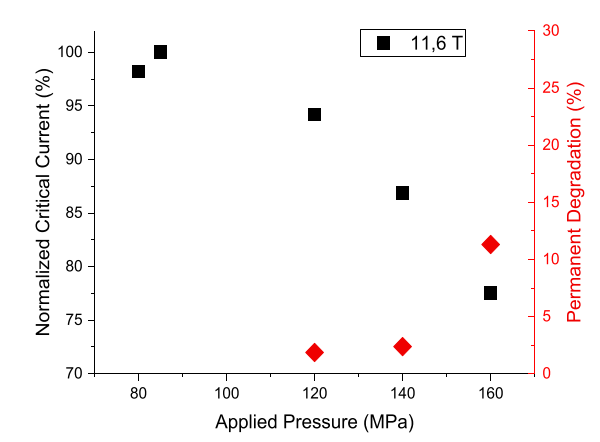 11,6 T
100
95
90
85
80
75
70
Normalized Critical Current (%)
30
25
20
15
10
5
0
Permanent Degradation (%)
80 100 120 140 160
Applied Pressure (MPa)